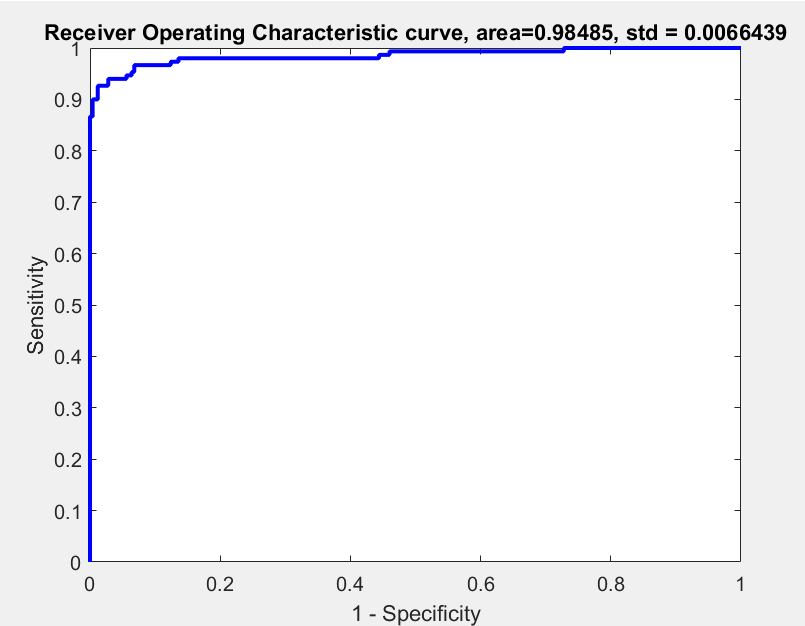 Receiver Operating Characteristic curve, area=0.98485, std = 0.0066439
1
0.9
0.8
0.7
0.6
0.5
0.4
0.3
0.2
0.1
0
Sensitivity
0 0.2 0.4 0.6 0.8 1
1 - Specificity